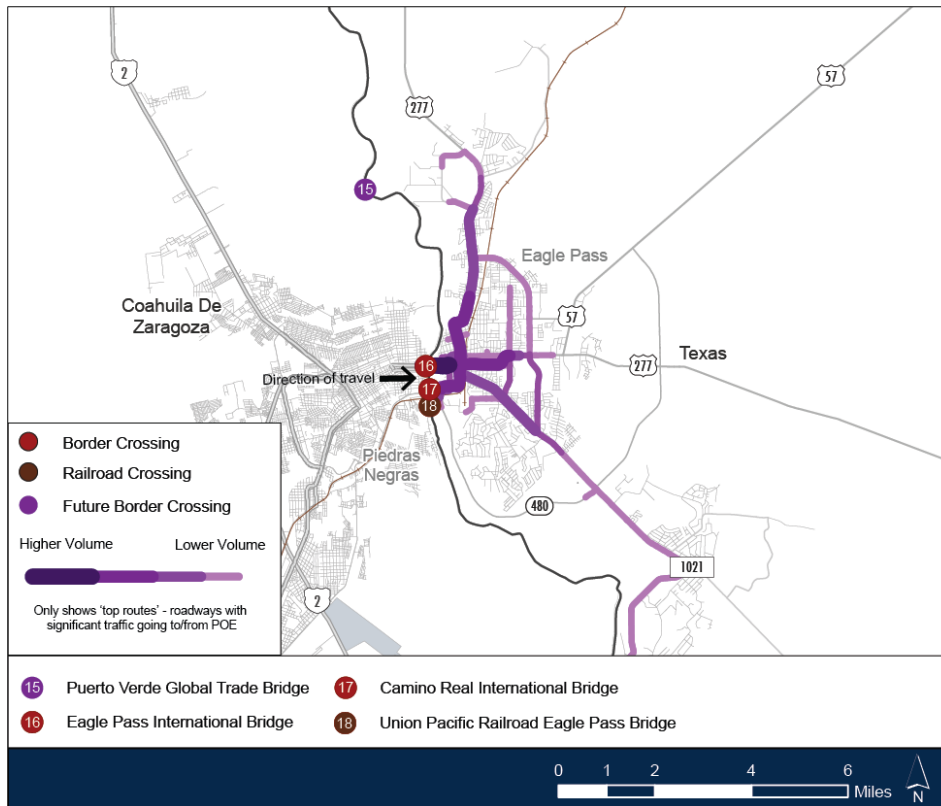 2
277
57
15
Eagle Pass
Coahuila De
Zaragoza
57
Texas
277
16
Direction of travel
17
18
Piedras
Negras
480
1021
2
Border Crossing
Railroad Crossing
Future Border Crossing
Higher Volume
Lower Volume
Only shows 'top routes' - roadways with
significant traffic going to/from POE
15 Puerto Verde Global Trade Bridge
17 Camino Real International Bridge
16 Eagle Pass International Bridge
18 Union Pacific Railroad Eagle Pass Bridge
0 1 2 4 6
Miles
N